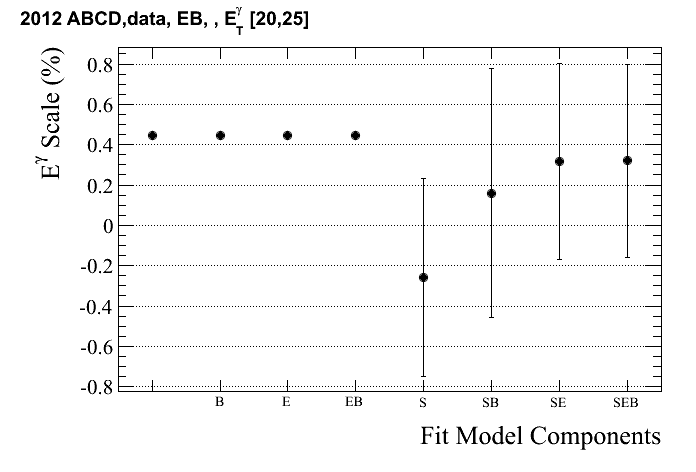 2012 ABCD,data, EB, , E_T^γ [20,25]
E^γ Scale (%)
0.8
0.6
0.4
0.2
0
-0.2
-0.4
-0.6
-0.8
B E EB S SB SE SEB
Fit Model Components